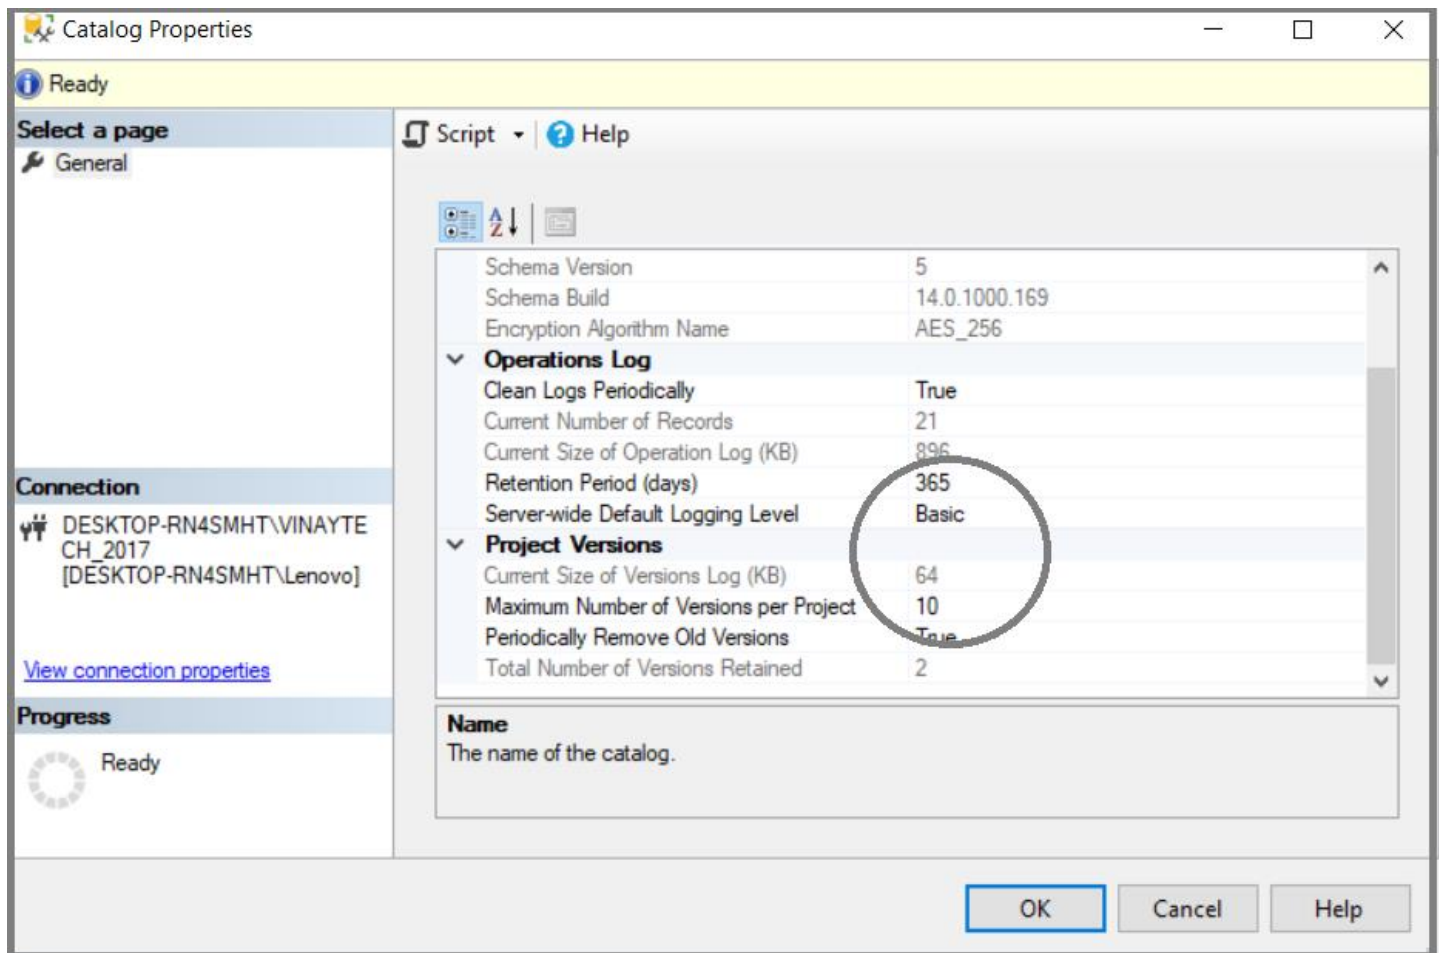 Catalog Properties
Ready
Select a page
General
Connection
DESKTOP-RN4SMHT\VINAYTE
CH_2017
[DESKTOP-RN4SMHT\Lenovo]
View connection properties
Progress
Ready
Script Help
Schema Version 5
Schema Build 14.0.1000.169
Encryption Algorithm Name AES_256
Operations Log
Clean Logs Periodically True
Current Number of Records 21
Current Size of Operation Log (KB) 896
Retention Period (days) 365
Server-wide Default Logging Level Basic
Project Versions
Current Size of Versions Log (KB) 64
Maximum Number of Versions per Project 10
Periodically Remove Old Versions True
Total Number of Versions Retained 2
Name
The name of the catalog.
OK Cancel Help